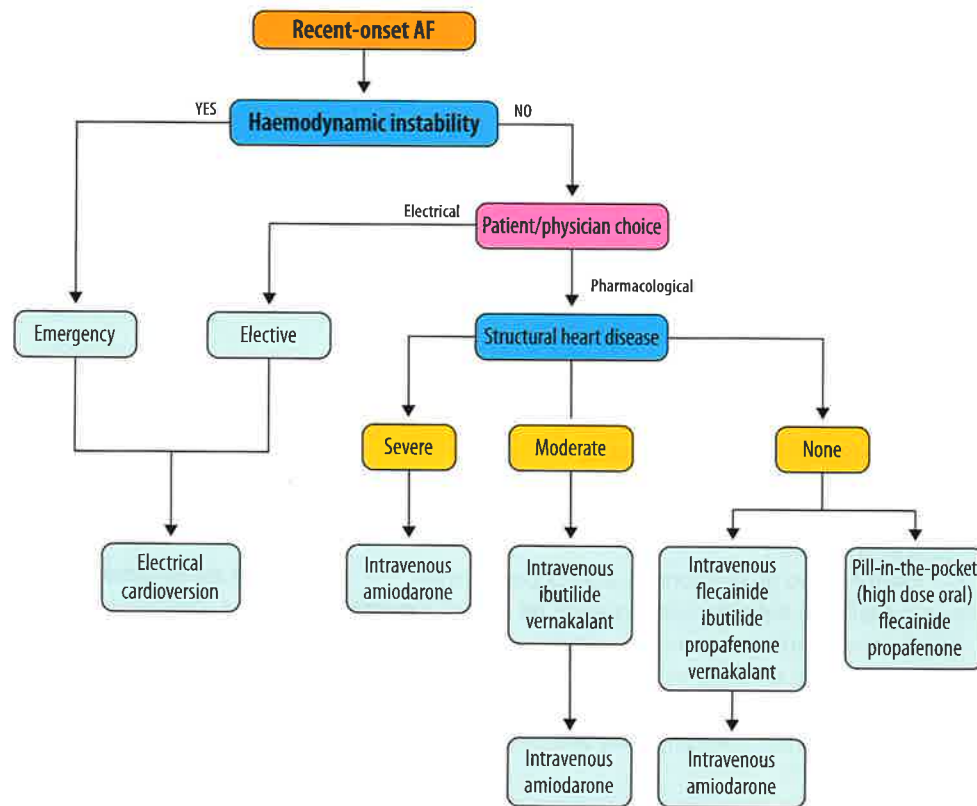 Recent-onset AF
YES
Haemodynamic instability
NO
Electrical
Patient/physician choice
Pharmacological
Emergency
Elective
Structural heart disease
Severe
Moderate
None
Electrical
cardioversion
Intravenous
amiodarone
Intravenous
ibutilide
vernakalant
Intravenous
flecainide
ibutilide
propafenone
vernakalant
Pill-in-the-pocket
(high dose oral)
flecainide
propafenone
Intravenous
amiodarone
Intravenous
amiodarone